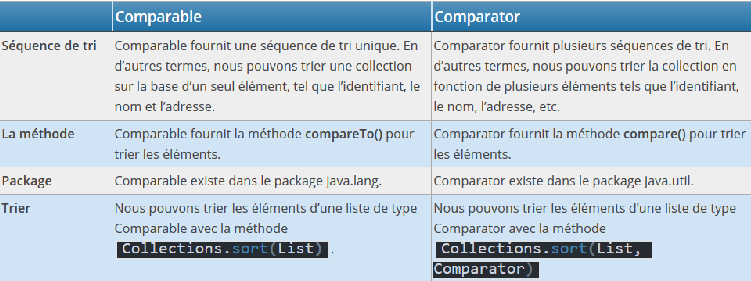 Comparable Comparator
Séquence de tri
Comparable fournit une séquence de tri unique. En
d'autres termes, nous pouvons trier une collection
sur la base d'un seul élément, tel que l'identifiant, le
nom et l'adresse.
Comparator fournit plusieurs séquences de tri. En
d'autres termes, nous pouvons trier la collection en
fonction de plusieurs éléments tels que l'identifiant,
le nom, l'adresse, etc.
La méthode
Comparable fournit la méthode compareTo() pour
trier les éléments.
Comparator fournit la méthode compare() pour trier
les éléments.
Package
Comparable existe dans le package java.lang.
Comparator existe dans le package java.util.
Trier
Nous pouvons trier les éléments d'une liste de type
Comparable avec la méthode
Collections.sort(List) .
Nous pouvons trier les éléments d'une liste de type
Comparator avec la méthode
Collections.sort(List,
Comparator)